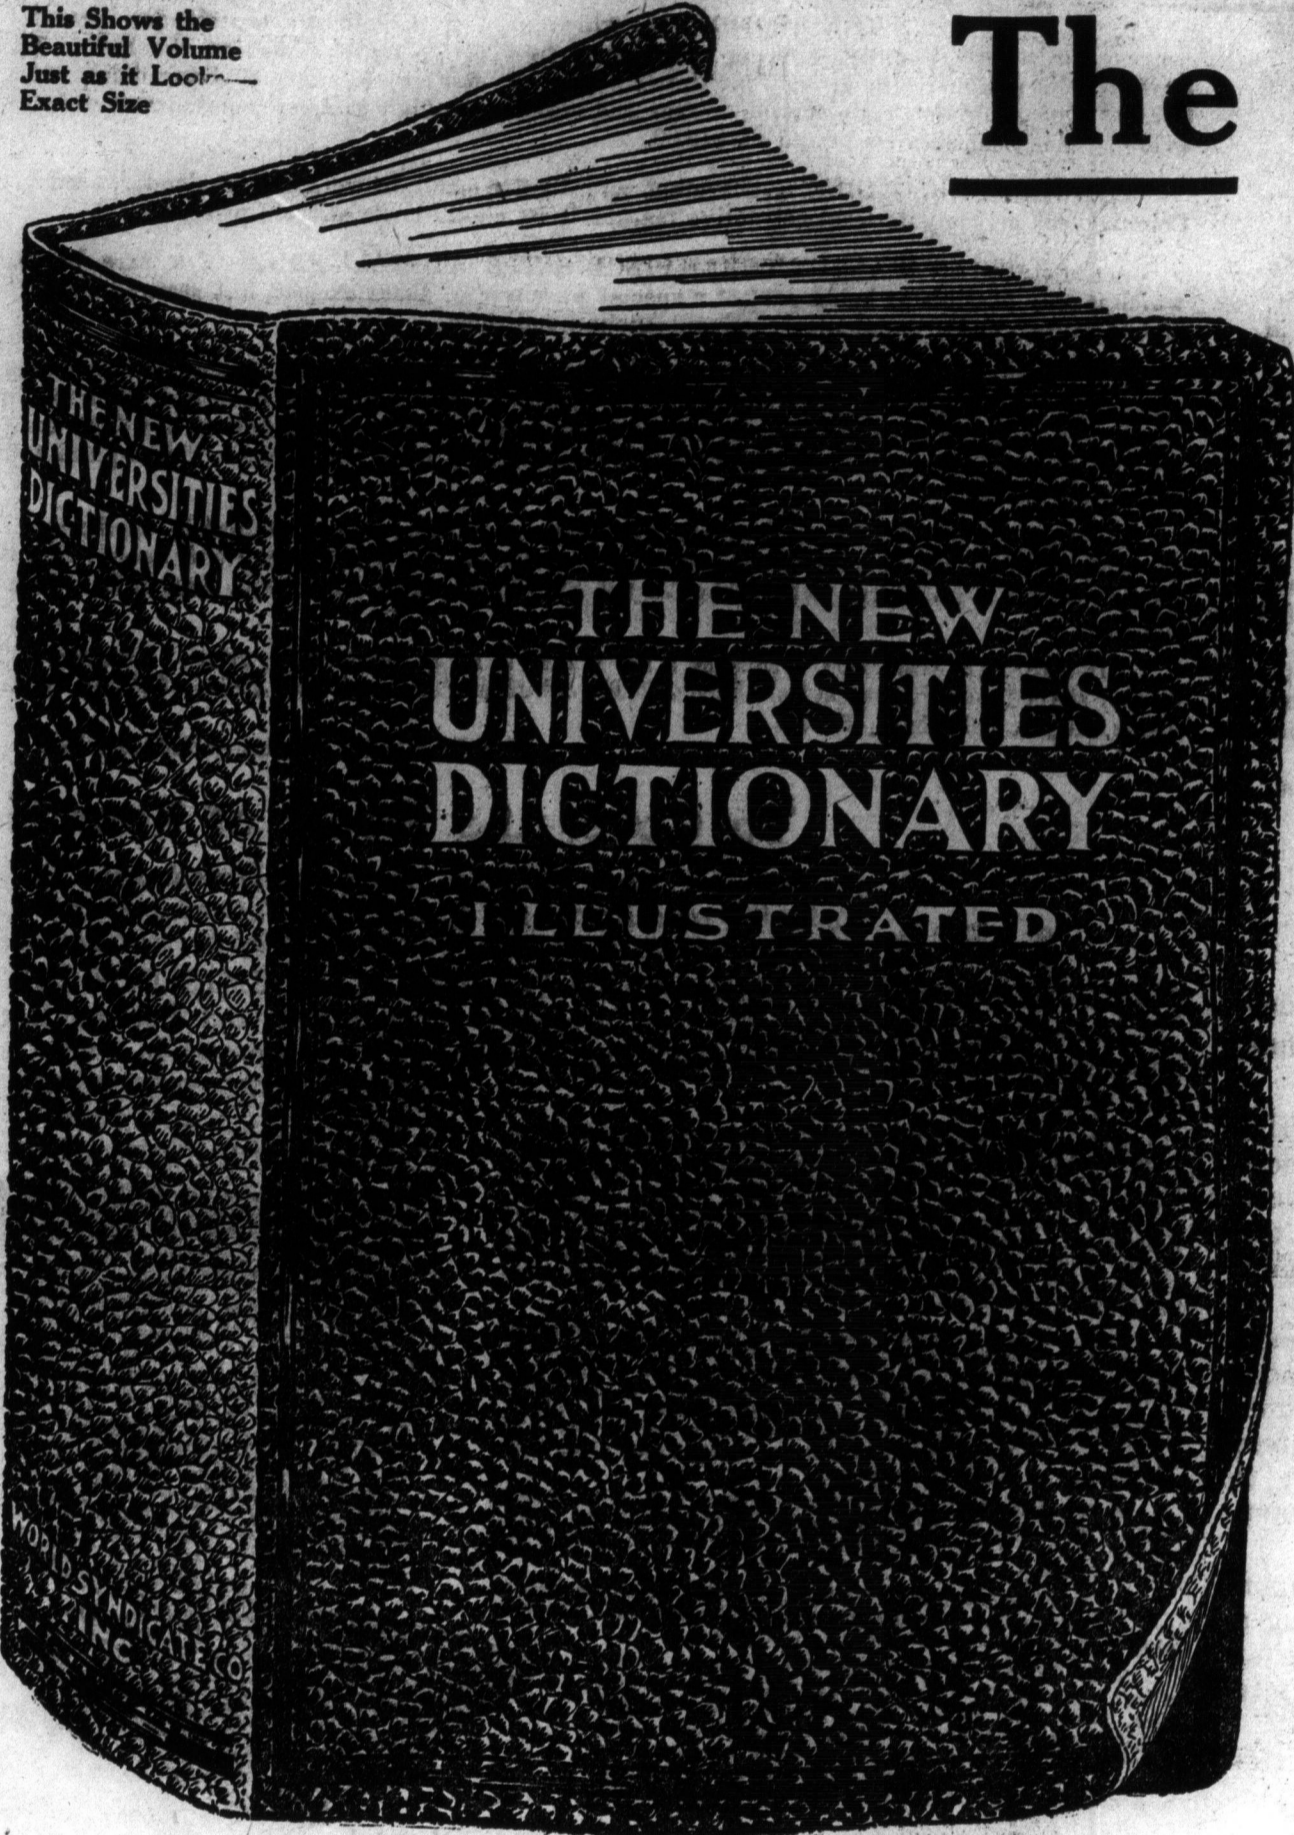 This Shows the
Beautiful Volume
Just as it Looks—
Exact Size
The
THE NEW
UNIVERSITIES
DICTIONARY
THE NEW
UNIVERSITIES
DICTIONARY
ILLUSTRATED
WORLD SYNDICATE CO
INC